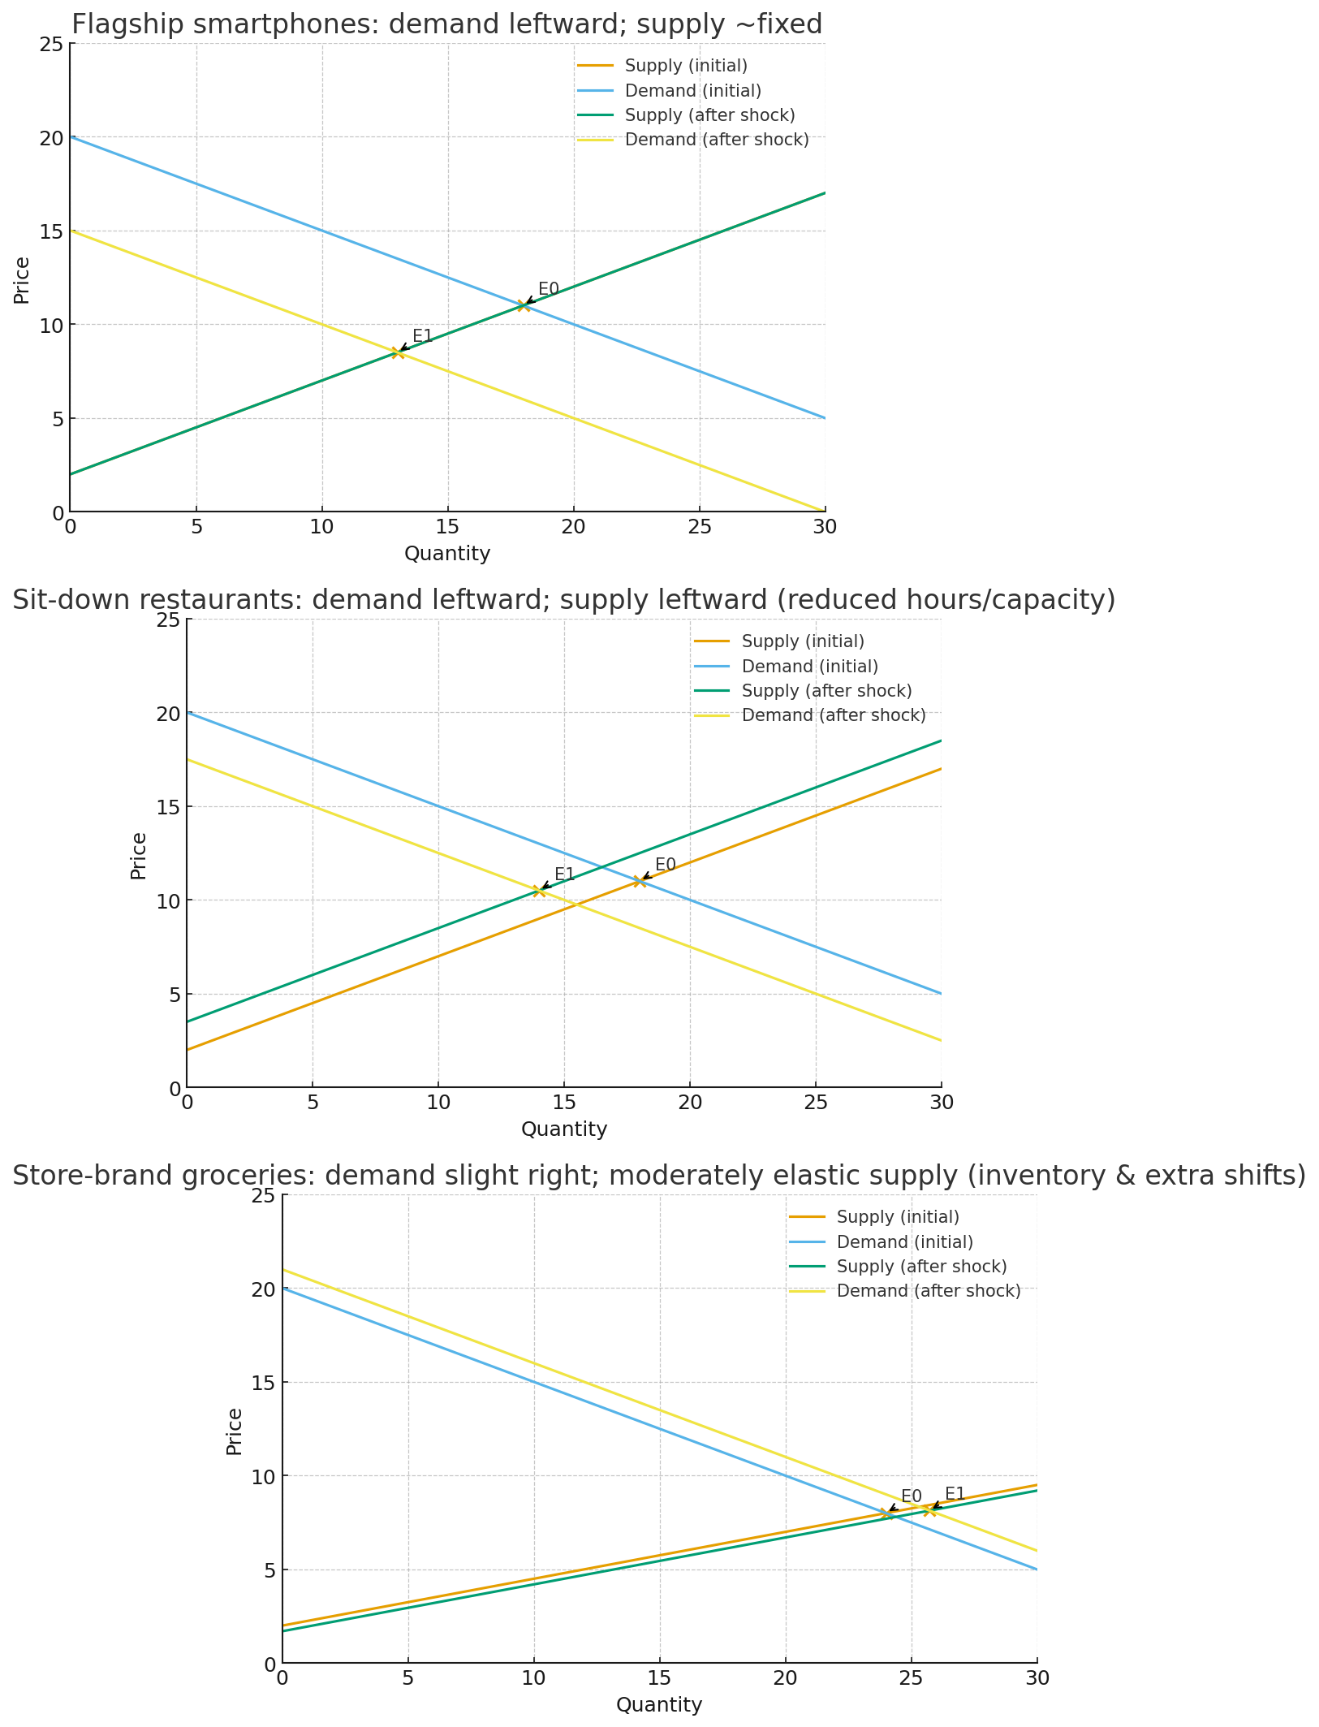 Flagship smartphones: demand leftward; supply ~fixed
25
Supply (initial)
Demand (initial)
Supply (after shock)
Demand (after shock)
20
15
Price
E0
10
E1
5
0
0 5 10 15 20 25 30
Quantity
Sit-down restaurants: demand leftward; supply leftward (reduced hours/capacity)
25
Supply (initial)
Demand (initial)
Supply (after shock)
Demand (after shock)
20
15
Price
E1 E0
10
5
0
0 5 10 15 20 25 30
Quantity
Store-brand groceries: demand slight right; moderately elastic supply (inventory & extra shifts)
25
Supply (initial)
Demand (initial)
Supply (after shock)
Demand (after shock)
20
15
Price
10
E0 E1
5
0
0 5 10 15 20 25 30
Quantity